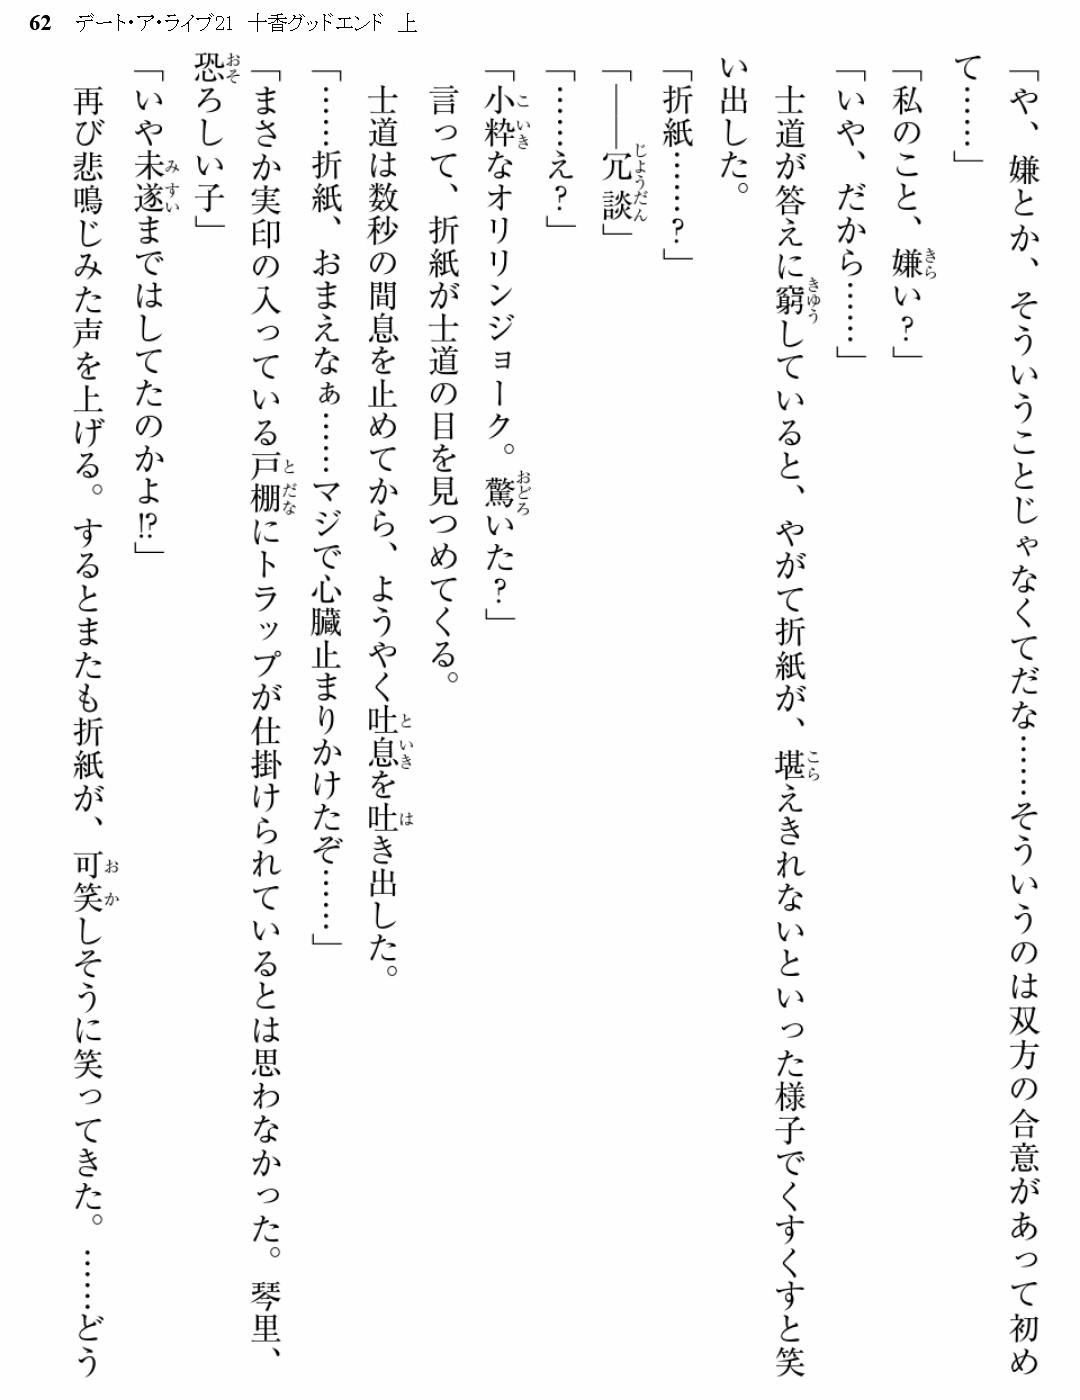 62 デート・ア・ライブ21 十香グッドエンド 上
「や、嫌とか、そういうことじゃなくてだな……そういうのは双方の合意があって初め
て……」
「私のこと、嫌い？」
「いや、だから……」
士道が答えに窮していると、やがて折紙が、堪えきれないといった様子でくすくすと笑
い出した。
「折紙……？」
「――冗談」
「……え？」
「小粋なオリリンジョーク。驚いた？」
言って、折紙が士道の目を見つめてくる。
士道は数秒の間息を止めてから、ようやく吐息を吐き出した。
「……折紙、おまえなぁ……マジで心臓止まりかけたぞ……」
「まさか実印の入っている戸棚にトラップが仕掛けられているとは思わなかった。琴里、
恐ろしい子」
「いや未遂まではしてたのかよ!?」
再び悲鳴じみた声を上げる。するとまたも折紙が、可笑しそうに笑ってきた。……どう